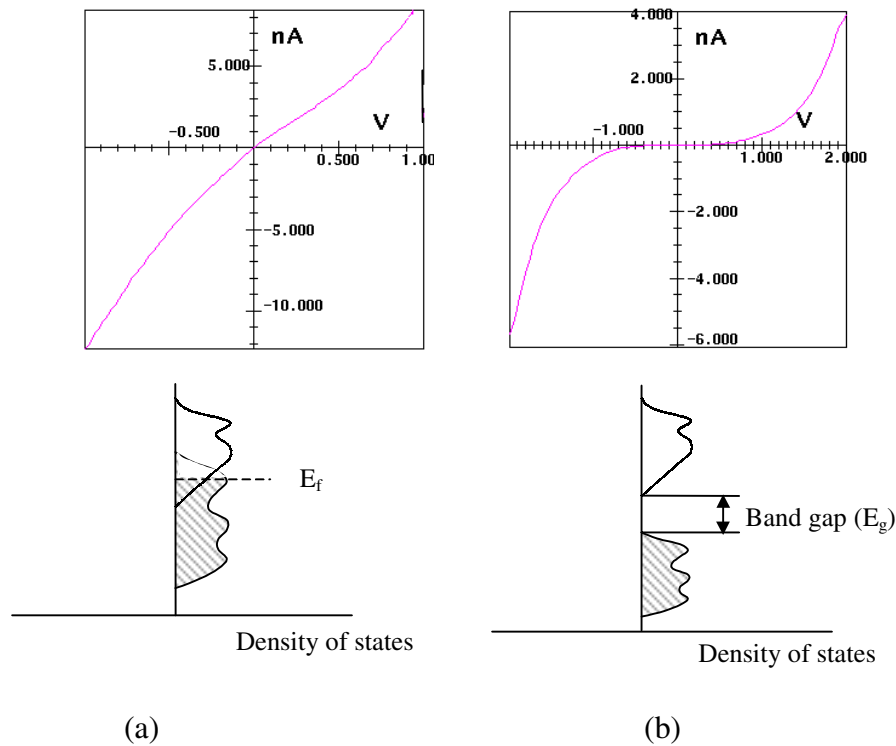 nA
5.000
-0.500
V
0.500
1.00
-5.000
-10.000
4.000
nA
2.000
V
-1.000
1.000
2.000
-2.000
-4.000
-6.000
E_f
Density of states
Band gap (E_g)
Density of states
(a)
(b)